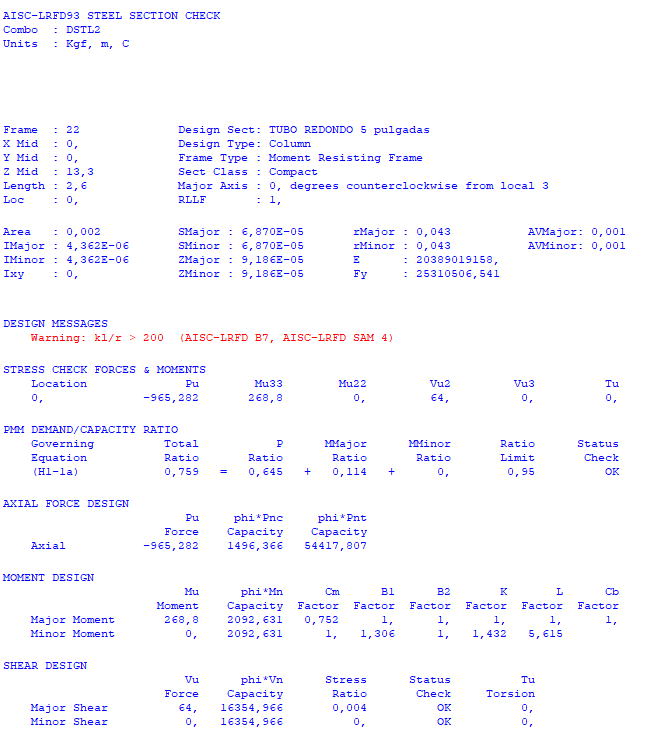 AISC-LRFD93 STEEL SECTION CHECK
Combo  : DSTL2
Units  : Kgf, m, C
Frame  : 22    Design Sect: TUBO REDONDO 5 pulgadas
X Mid  : 0,    Design Type: Column
Y Mid  : 0,    Frame Type : Moment Resisting Frame
Z Mid  : 13,3    Sect Class : Compact
Length : 2,6    Major Axis : 0, degrees counterclockwise from local 3
Loc    : 0,    RLLF       : 1,
Area   : 0,002    SMajor : 6,870E-05    rMajor : 0,043    AVMajor: 0,001
IMajor : 4,362E-06    SMinor : 6,870E-05    rMinor : 0,043    AVMinor: 0,001
IMinor : 4,362E-06    ZMajor : 9,186E-05    E      : 20389019158,
Ixy    : 0,    ZMinor : 9,186E-05    Fy     : 25310506,541
DESIGN MESSAGES
Warning: kl/r > 200  (AISC-LRFD B7, AISC-LRFD SAM 4)
STRESS CHECK FORCES & MOMENTS
Location    Pu    Mu33    Mu22    Vu2    Vu3    Tu
0,    -965,282    268,8    0,    64,    0,    0,
PMM DEMAND/CAPACITY RATIO
Governing    Total    P    MMajor    MMinor    Ratio    Status
Equation    Ratio    Ratio    Ratio    Ratio    Limit    Check
(H1-1a)    0,759  =  0,645  +  0,114  +  0,    0,95    OK
AXIAL FORCE DESIGN
Pu    phi*Pnc    phi*Pnt
Force    Capacity    Capacity
Axial    -965,282    1496,366    54417,807
MOMENT DESIGN
Mu    phi*Mn    Cm    B1    B2    K    L    Cb
Moment    Capacity    Factor    Factor    Factor    Factor    Factor    Factor
Major Moment    268,8    2092,631    0,752    1,    1,    1,    1,    1,
Minor Moment    0,    2092,631    1,    1,306    1,    1,432    5,615
SHEAR DESIGN
Vu    phi*Vn    Stress    Status    Tu
Force    Capacity    Ratio    Check    Torsion
Major Shear    64,    16354,966    0,004    OK    0,
Minor Shear    0,    16354,966    0,    OK    0,